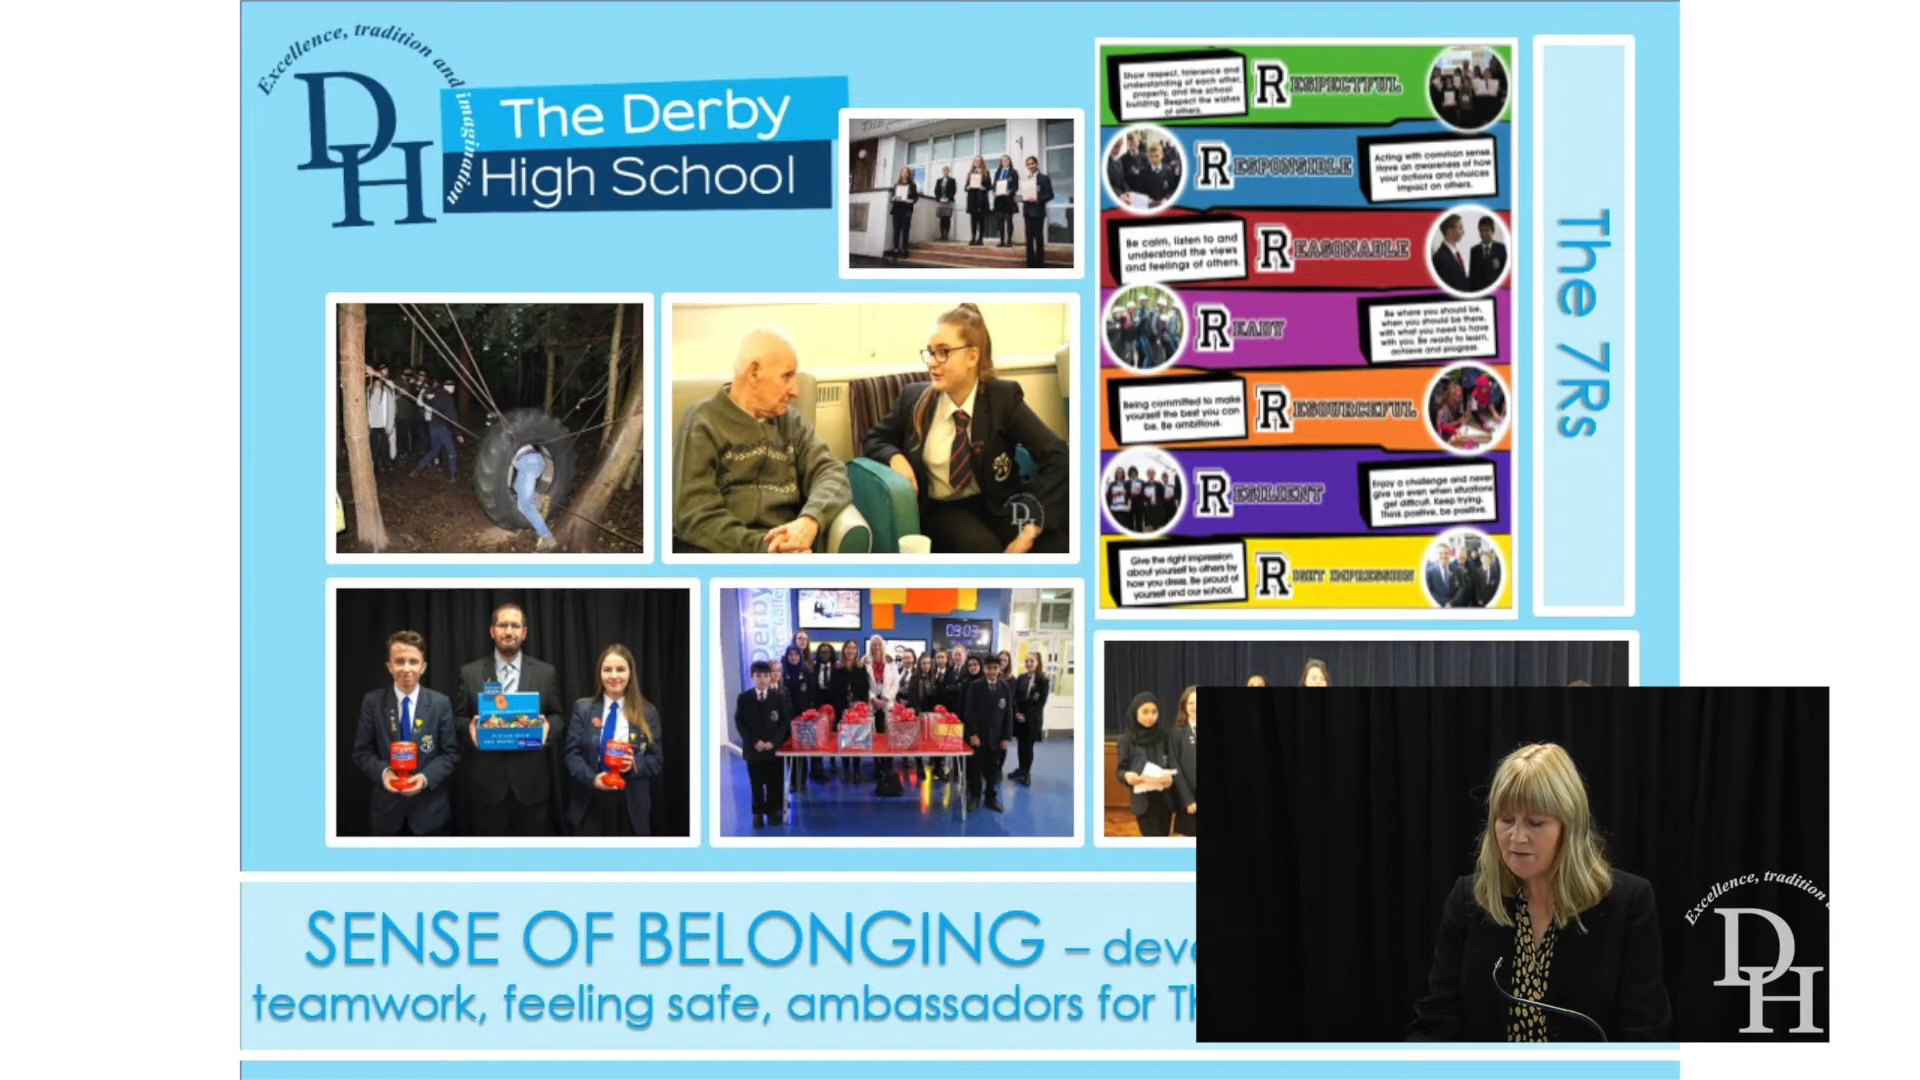 Excellence, tradition and imagination
DH
The Derby
High School
Show respect, tolerance and
understanding of each other,
property, and the school
building. Respect the wishes
of others.
RESPECTFUL
RESPONSIBLE
Acting with common sense.
Have an awareness of how
your actions and choices
impact on others.
Be calm, listen to and
understand the views
and feelings of others.
REASONABLE
READY
Be where you should be,
when you should be there,
with what you need to have
with you. Be ready to learn,
achieve and progress.
Being committed to make
yourself the best you can
be. Be ambitious.
RESOURCEFUL
RESILIENT
Enjoy a challenge and never
give up even when situations
get difficult. Keep trying.
Think positive, be positive.
Give the right impression
about yourself to others by
how you dress. Be proud of
yourself and our school.
RIGHT IMPRESSION
The 7Rs
DH
Derby
09:03
SENSE OF BELONGING – deve
teamwork, feeling safe, ambassadors for Th
Excellence, tradition
DH